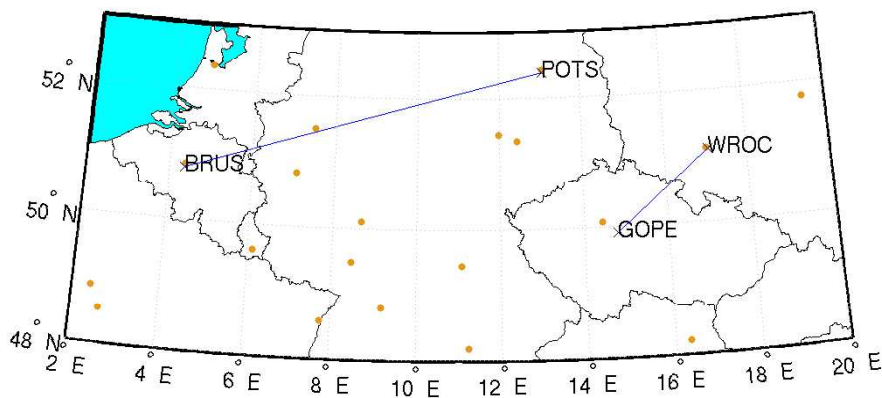 52° N
POTS
BRUS
WROC
50° N
GOPE
48° N
2° E
4° E
6° E
8° E
10° E
12° E
14° E
16° E
18° E
20° E